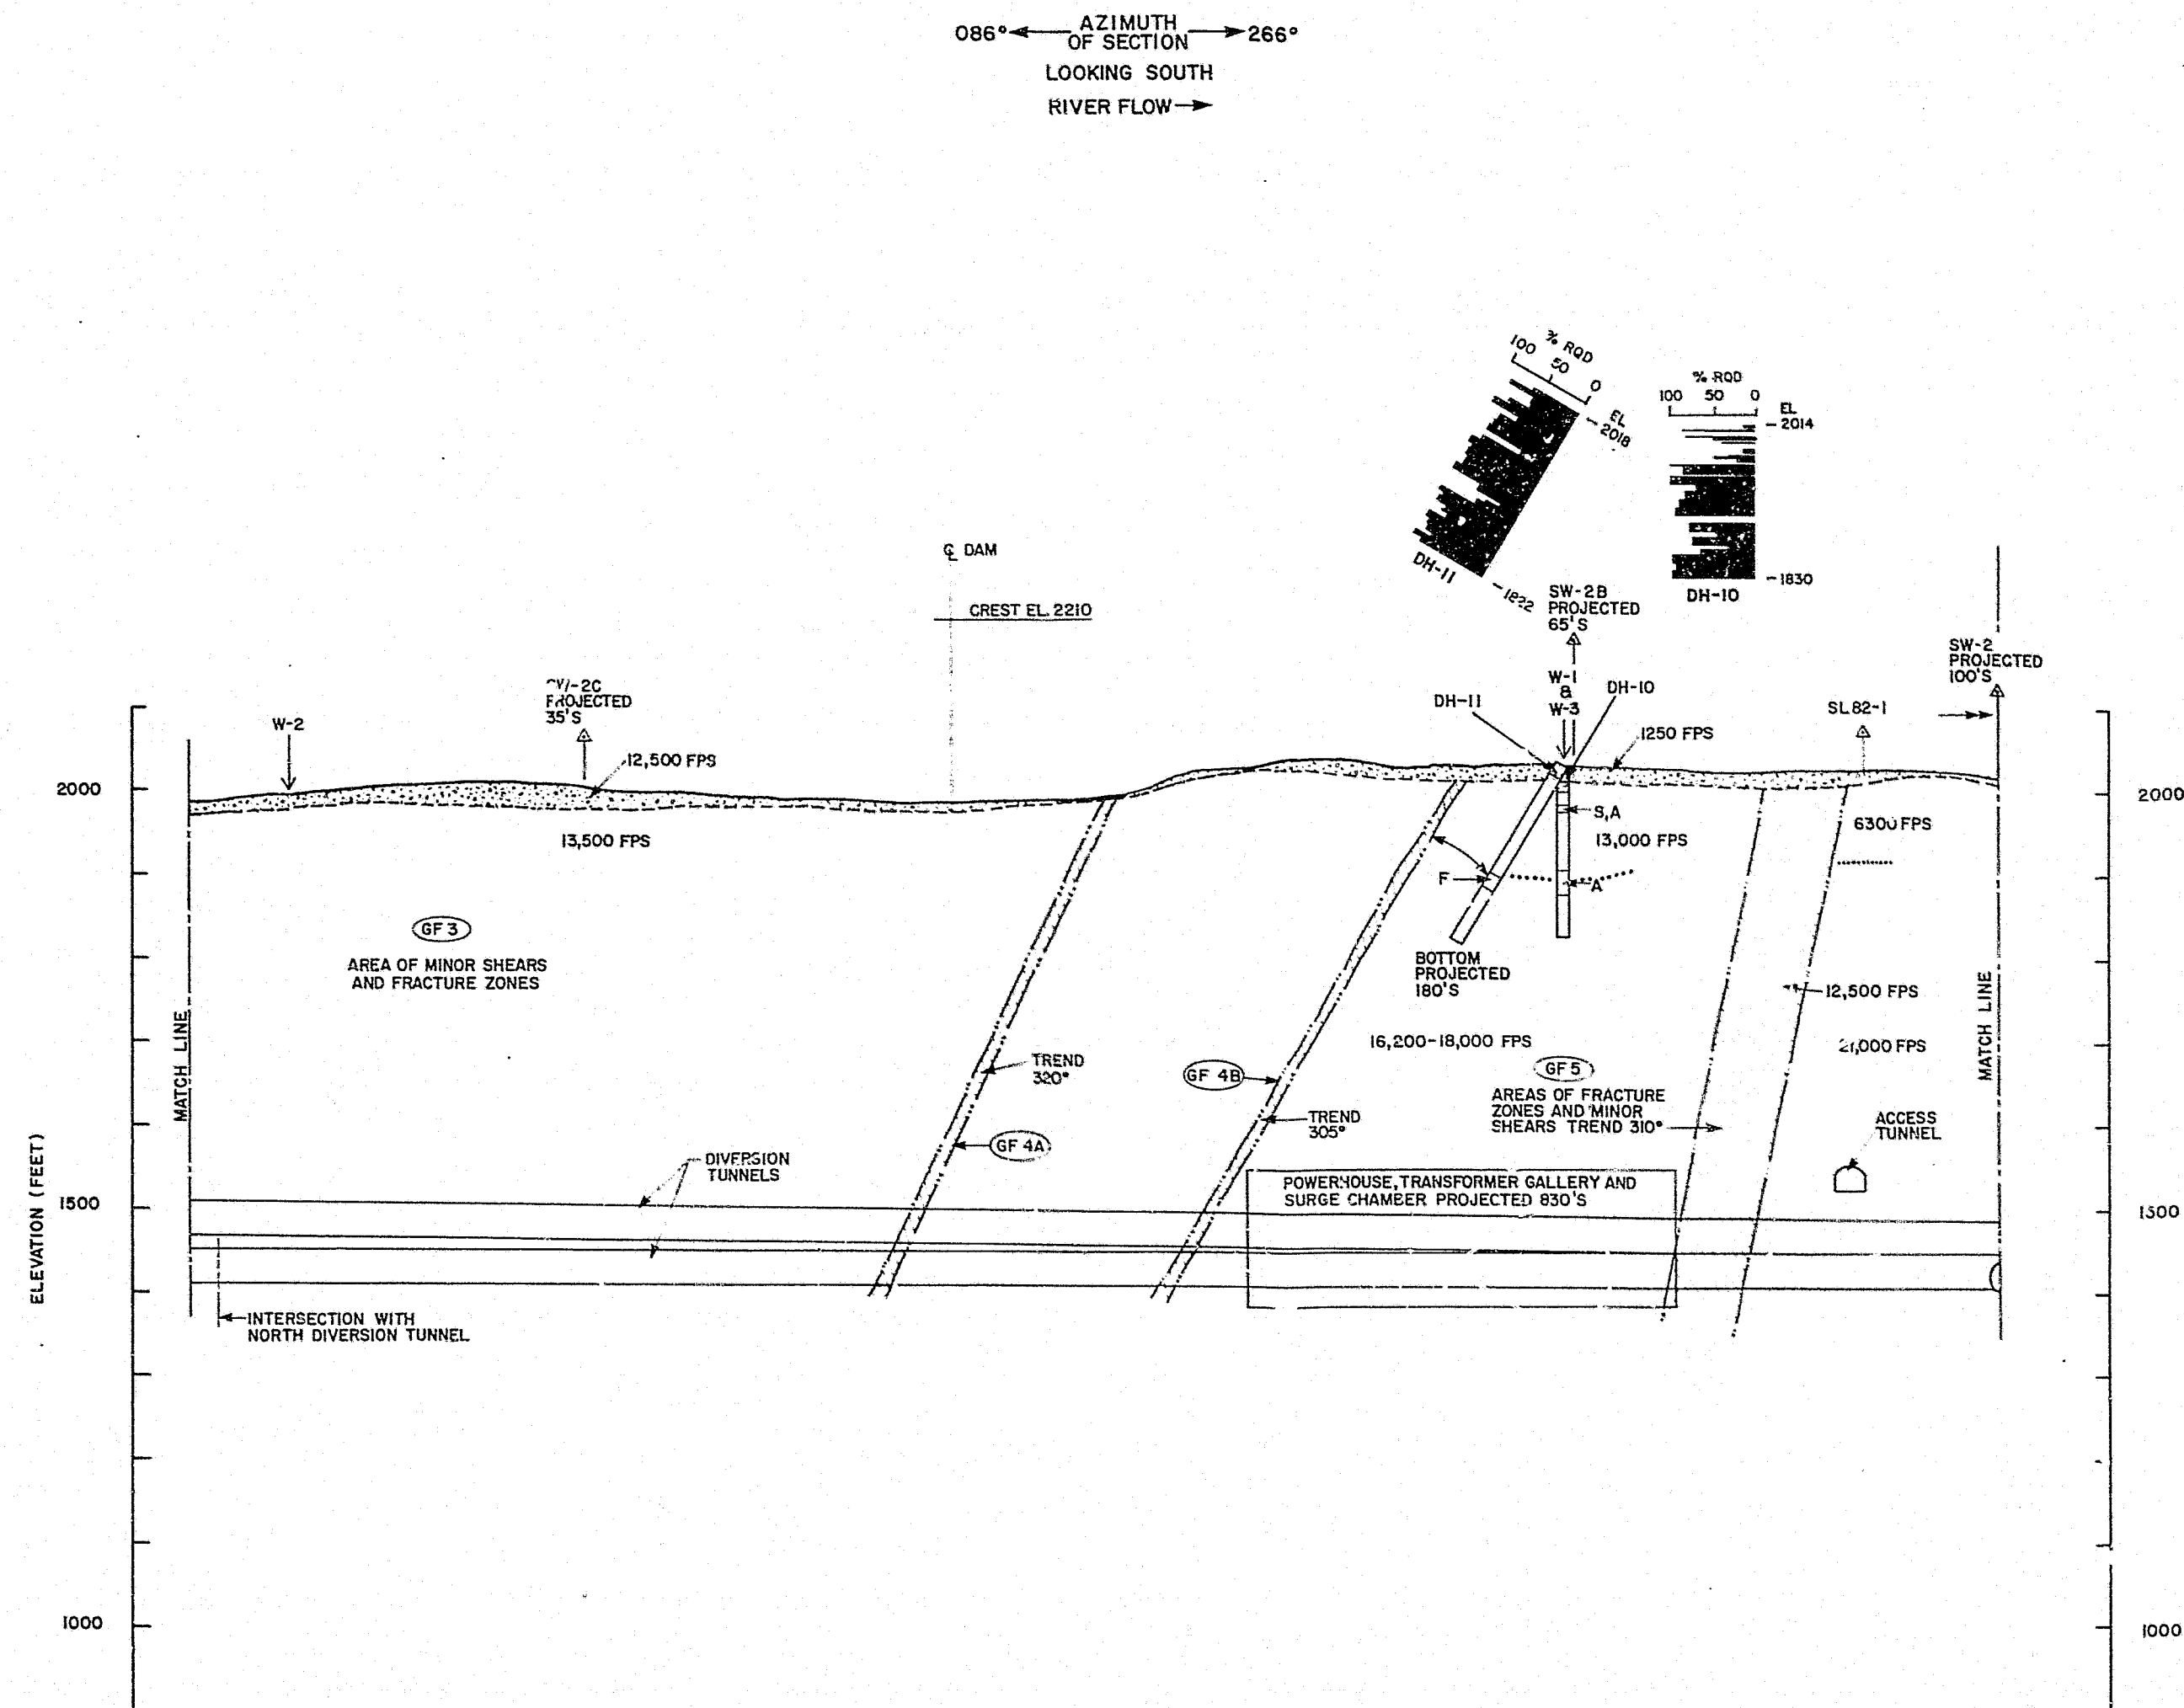 AZIMUTH
086° OF SECTION 266°
LOOKING SOUTH
RIVER FLOW
% RQD
100 50 0
EL
2018
1822
DH-11
% RQD
100 50 0
EL
2014
1830
DH-10
℄ DAM
CREST EL. 2210
SW-2B
PROJECTED
65'S
W-1
&
W-3
DH-11
DH-10
1250 FPS
SW-2
PROJECTED
100'S
SL82-1
W-2
PROJECTED
35'S
12,500 FPS
13,500 FPS
2000
2000
S,A
13,000 FPS
6300 FPS
F
A
GF 3
AREA OF MINOR SHEARS
AND FRACTURE ZONES
BOTTOM
PROJECTED
180'S
12,500 FPS
16,200-18,000 FPS
21,000 FPS
MATCH LINE
MATCH LINE
TREND
320°
GF 4B
GF 5
AREAS OF FRACTURE
ZONES AND MINOR
SHEARS TREND 310°
TREND
305°
GF 4A
ACCESS
TUNNEL
DIVERSION
TUNNELS
POWERHOUSE, TRANSFORMER GALLERY AND
SURGE CHAMBER PROJECTED 830'S
ELEVATION (FEET)
1500
1500
INTERSECTION WITH
NORTH DIVERSION TUNNEL
1000
1000